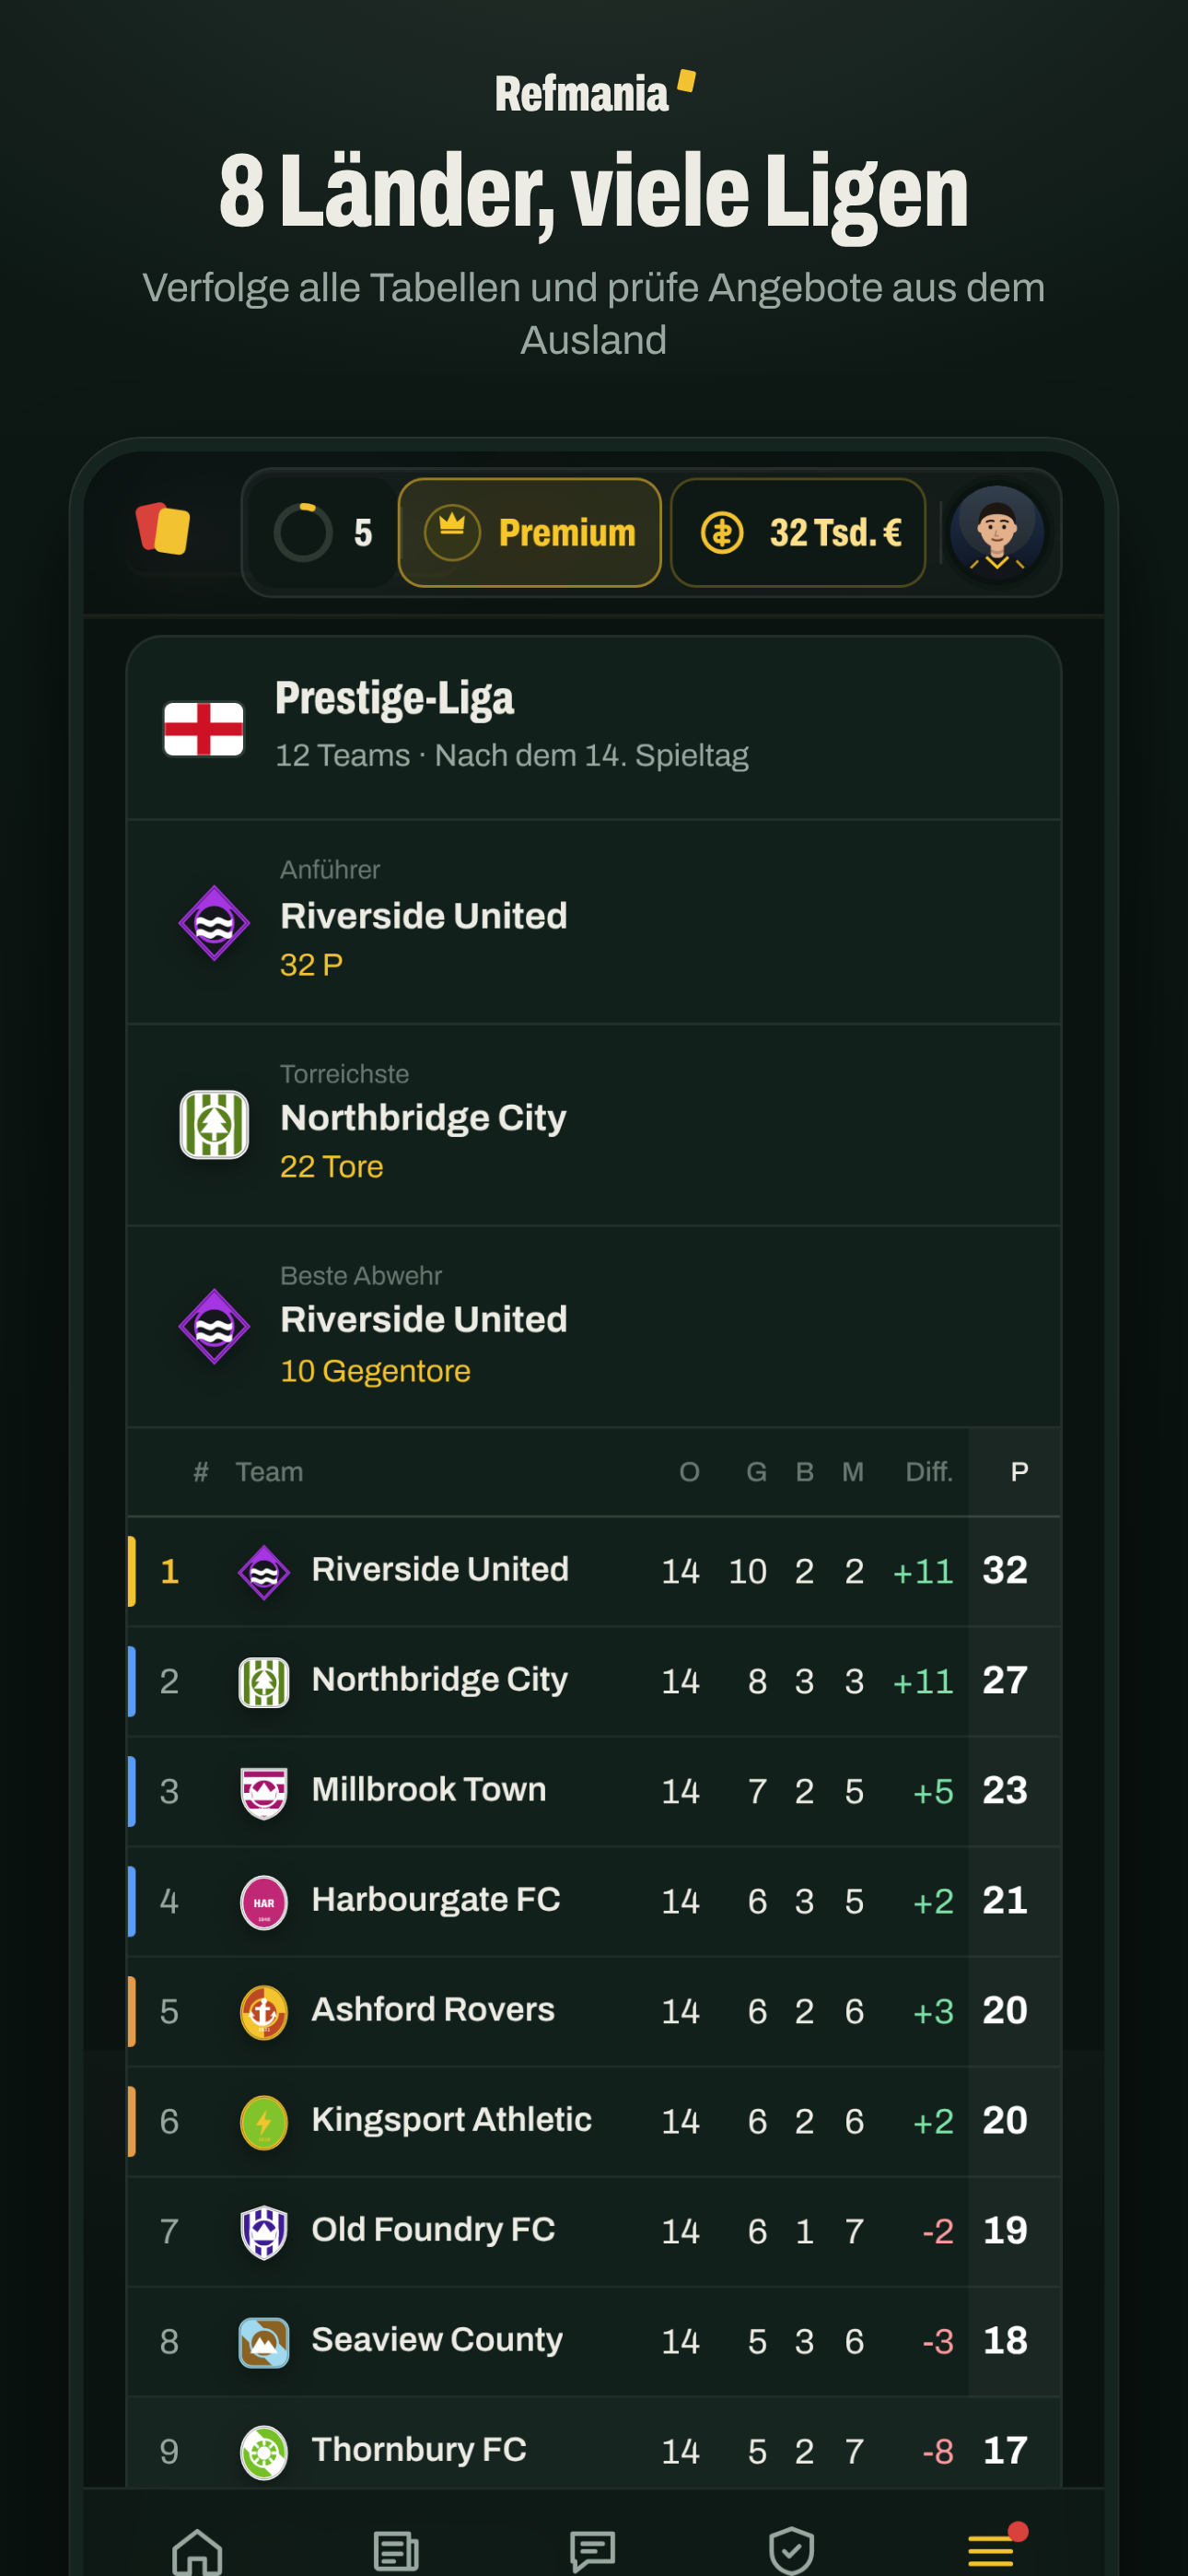 Refmania
8 Länder, viele Ligen
Verfolge alle Tabellen und prüfe Angebote aus dem
Ausland
5 Premium 32 Tsd. €
Prestige-Liga
12 Teams · Nach dem 14. Spieltag
Anführer
Riverside United
32 P
Torreichste
Northbridge City
22 Tore
Beste Abwehr
Riverside United
10 Gegentore
# Team O G B M Diff. P
1 Riverside United 14 10 2 2 +11 32
2 Northbridge City 14 8 3 3 +11 27
3 Millbrook Town 14 7 2 5 +5 23
4 HAR Harbourgate FC 14 6 3 5 +2 21
5 Ashford Rovers 14 6 2 6 +3 20
6 Kingsport Athletic 14 6 2 6 +2 20
7 Old Foundry FC 14 6 1 7 -2 19
8 Seaview County 14 5 3 6 -3 18
9 Thornbury FC 14 5 2 7 -8 17